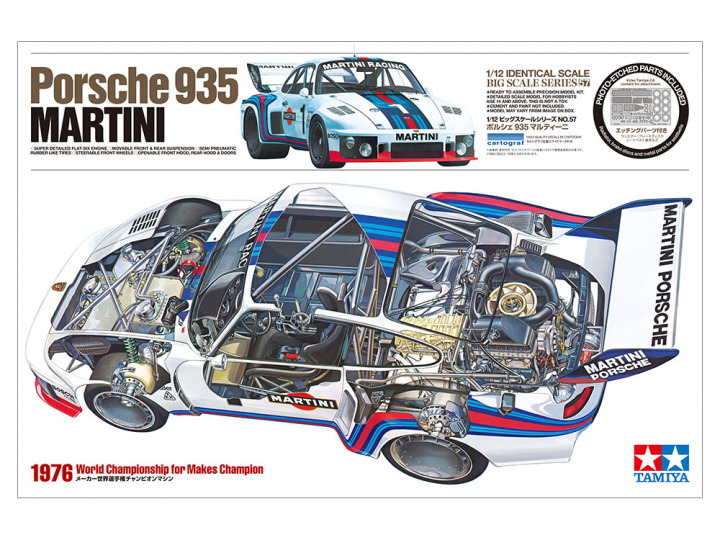 Porsche 935
MARTINI
SUPER DETAILED FLAT-SIX ENGINE / MOVABLE FRONT & REAR SUSPENSION / SEMI PNEUMATIC
RUBBER LIKE TIRES / STEERABLE FRONT WHEELS / OPENABLE FRONT HOOD, REAR HOOD & DOORS
MARTINI RACING
MARTINI
1/12 IDENTICAL SCALE
BIG SCALE SERIES
★READY TO ASSEMBLE PRECISION MODEL KIT.
★DETAILED SCALE MODEL FOR HOBBYISTS
AGE 14 AND ABOVE. THIS IS NOT A TOY.
★CEMENT AND PAINT NOT INCLUDED.
★MODEL MAY VARY FROM IMAGE ON BOX.
1/12 ビッグスケールシリーズ NO.57
ポルシェ 935 マルティーニ
cartograf
PHOTO-ETCHED PARTS INCLUDED
エッチングパーツ付き
MARTINI RAC
MARTINI PORSCHE
MARTINI
PORSCHE
MARTINI
BOSCH
1976 World Championship for Makes Champion
メーカー世界選手権チャンピオンマシン
TAMIYA